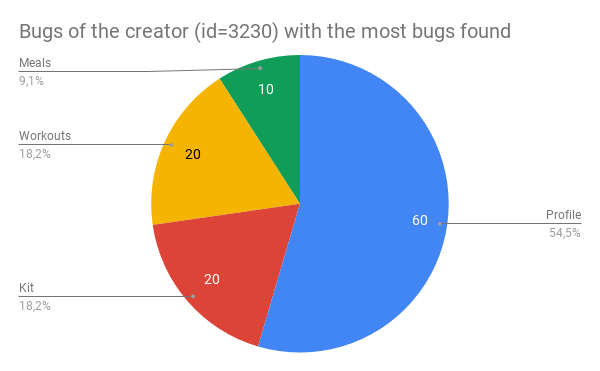 Bugs of the creator (id=3230) with the most bugs found
Meals
9,1%
10
Workouts
18,2%
20
Profile
54,5%
60
Kit
18,2%
20